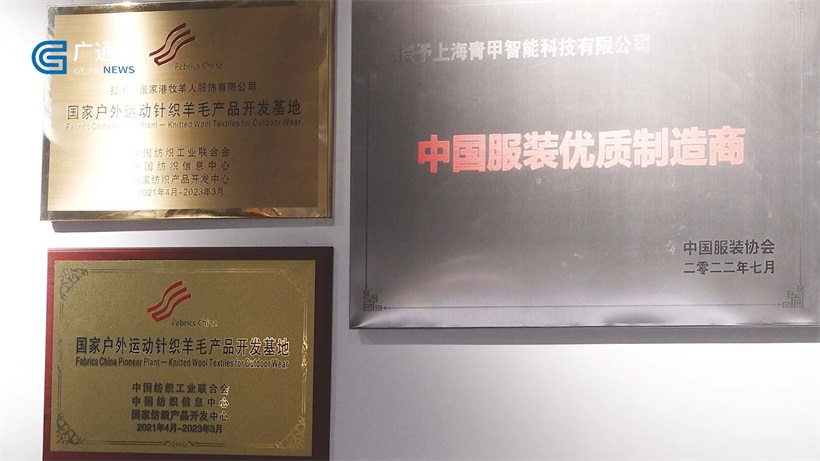 广通
GT.PR NEWS
Fabrics China
授予 张家港牧羊人服饰有限公司
国家户外运动针织羊毛产品开发基地
Fabrics China Pioneer Plant—Knitted Wool Textiles for Outdoor Wear
中国纺织工业联合会
中国纺织信息中心
国家纺织产品开发中心
2021年4月-2023年3月
授予上海青甲智能科技有限公司
中国服装优质制造商
中国服装协会
二零二二年七月
Fabrics China
国家户外运动针织羊毛产品开发基地
Fabrics China Pioneer Plant—Knitted Wool Textiles for Outdoor Wear
中国纺织工业联合会
中国纺织信息中心
国家纺织产品开发中心
2021年4月-2023年3月